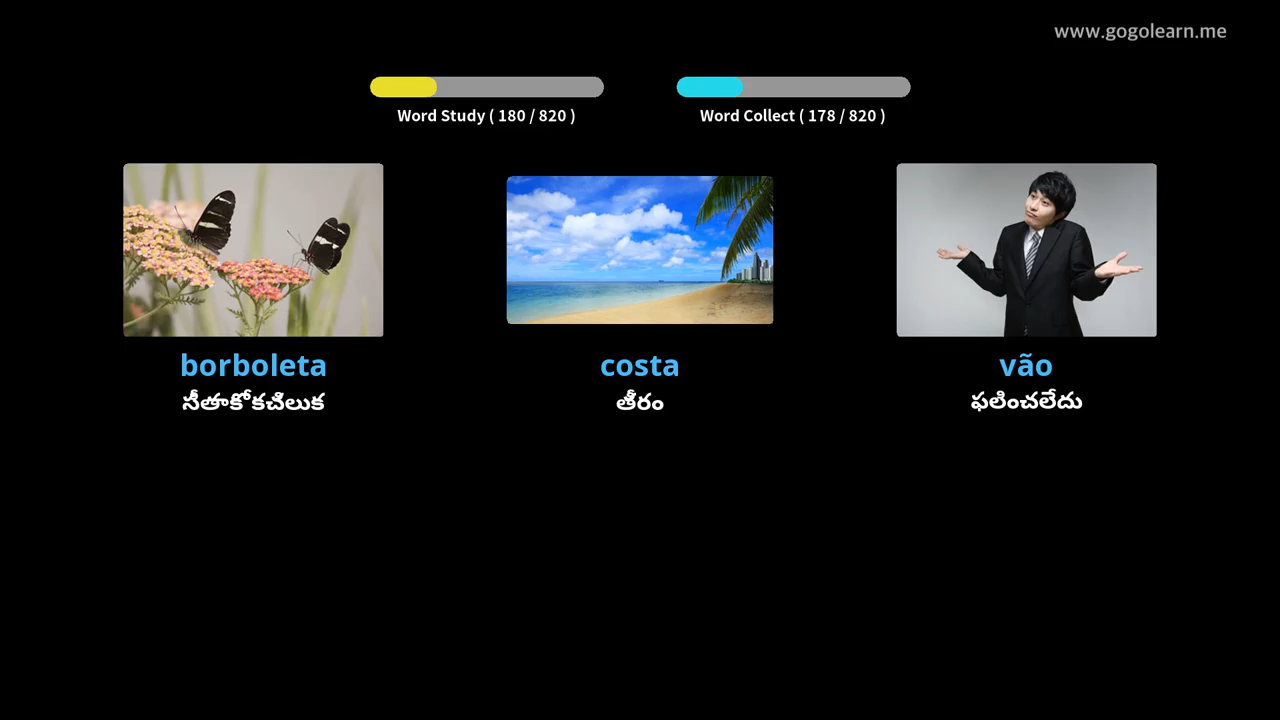 www.gogolearn.me
Word Study ( 180 / 820 )
Word Collect ( 178 / 820 )
borboleta
సీతాకోకచిలుక
costa
తీరం
vão
ఫలించలేదు